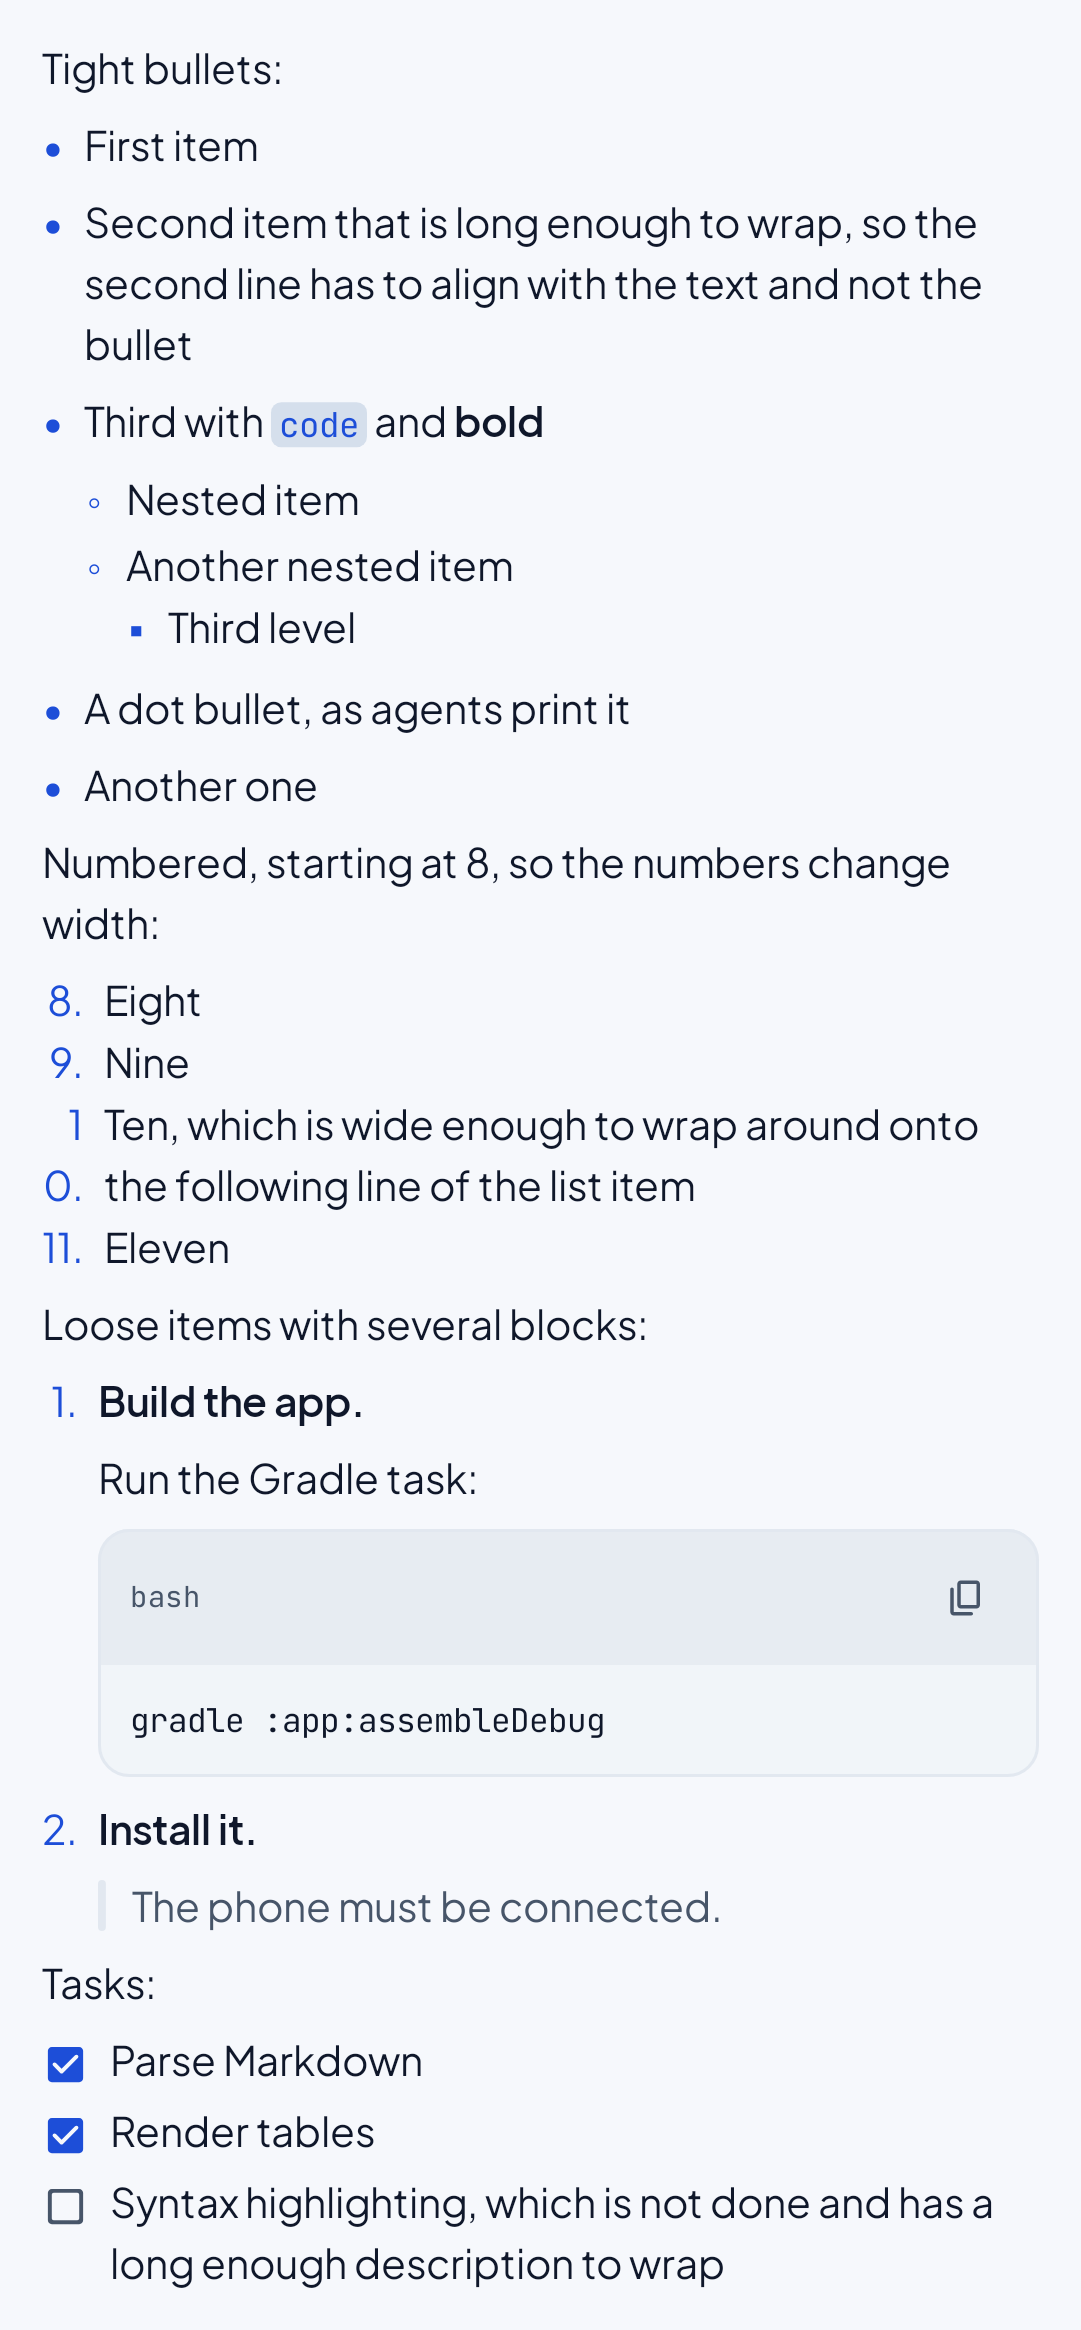 Tight bullets:
• First item
• Second item that is long enough to wrap, so the
second line has to align with the text and not the
bullet
• Third with code and bold
◦ Nested item
◦ Another nested item
▪ Third level
• A dot bullet, as agents print it
• Another one
Numbered, starting at 8, so the numbers change
width:
8. Eight
9. Nine
1 Ten, which is wide enough to wrap around onto
0. the following line of the list item
11. Eleven
Loose items with several blocks:
1. Build the app.
Run the Gradle task:
bash
gradle :app:assembleDebug
2. Install it.
The phone must be connected.
Tasks:
Parse Markdown
Render tables
Syntax highlighting, which is not done and has a
long enough description to wrap